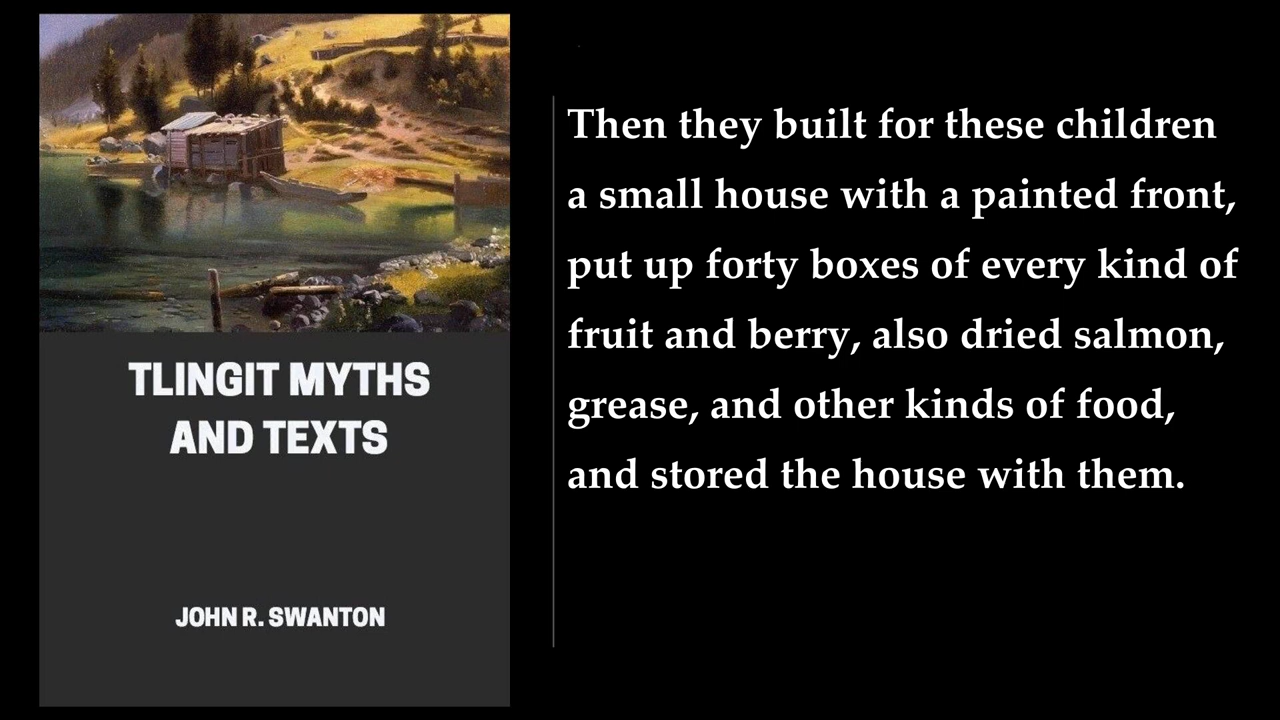 TLINGIT MYTHS
AND TEXTS
JOHN R. SWANTON
Then they built for these children
a small house with a painted front,
put up forty boxes of every kind of
fruit and berry, also dried salmon,
grease, and other kinds of food,
and stored the house with them.